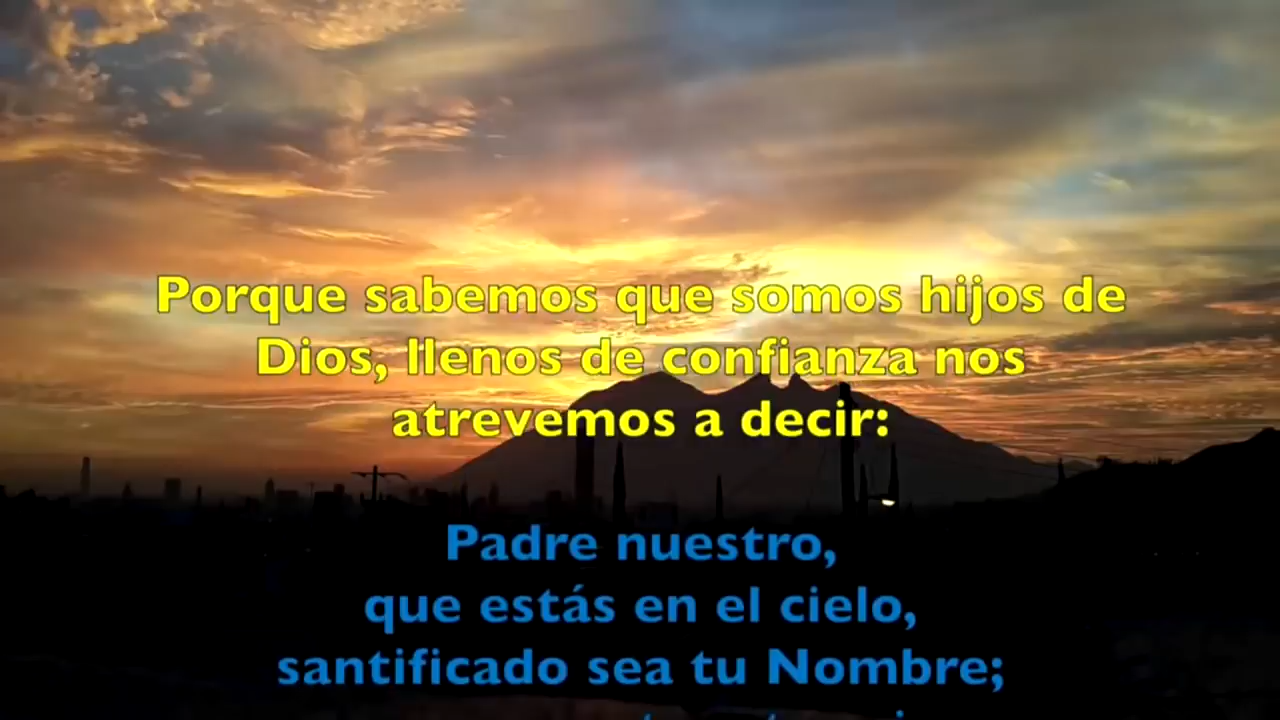 Porque sabemos que somos hijos de
Dios, llenos de confianza nos
atrevemos a decir:
Padre nuestro,
que estás en el cielo,
santificado sea tu Nombre;